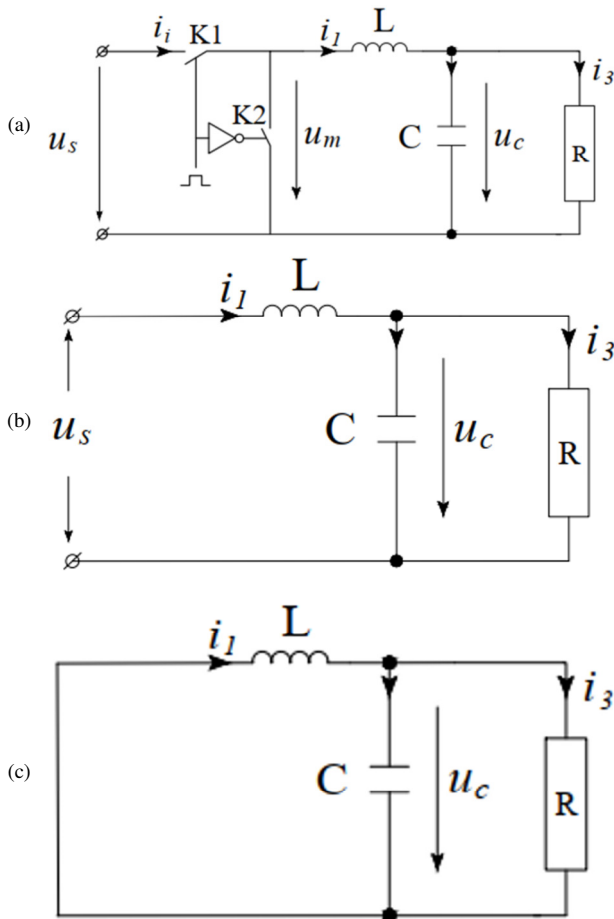 (a)
i_i K1 i_1 L
i_3
K2
u_s u_m C u_c R
(b)
i_1 L
i_3
u_s C u_c R
(c)
i_1 L
i_3
C u_c R